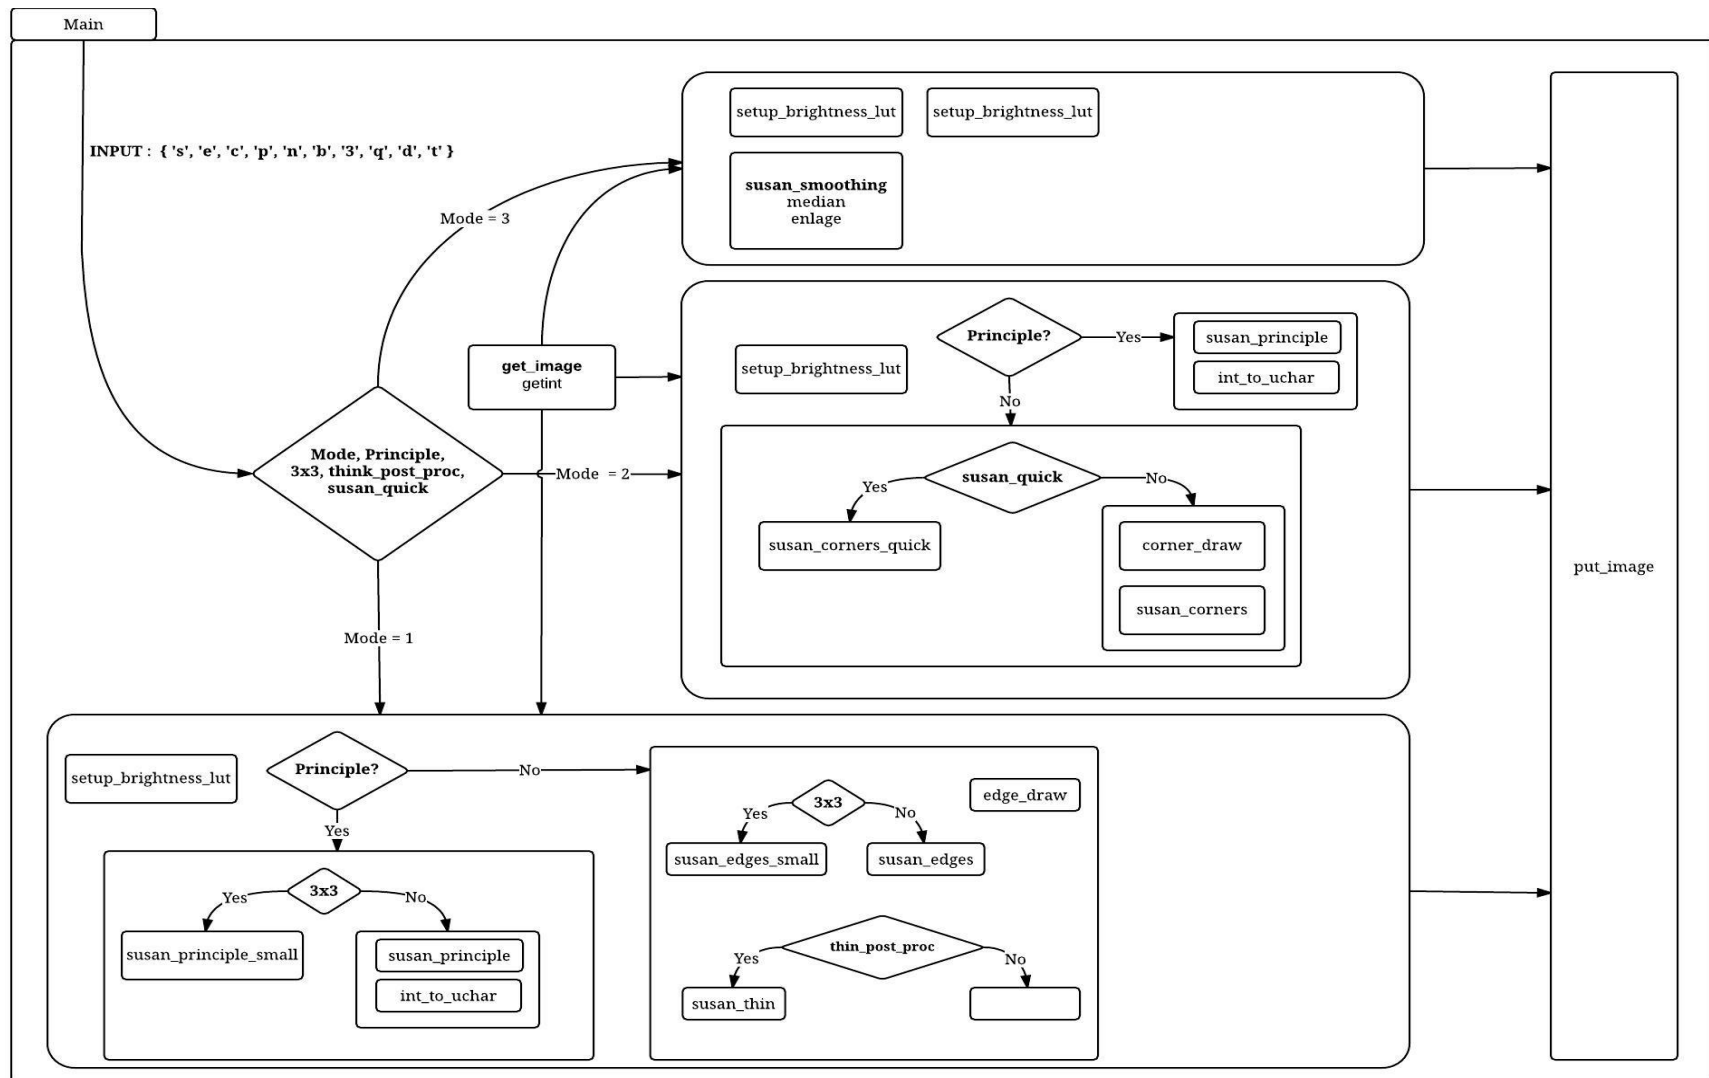 Main
INPUT : { 's', 'e', 'c', 'p', 'n', 'b', '3', 'q', 'd', 't' }
setup_brightness_lut
setup_brightness_lut
susan_smoothing
median
enlage
Mode = 3
get_image
getint
Mode, Principle,
3x3, think_post_proc,
susan_quick
Mode = 2
Mode = 1
setup_brightness_lut
Principle?
Yes
susan_principle
int_to_uchar
No
susan_quick
Yes
No
susan_corners_quick
corner_draw
susan_corners
put_image
setup_brightness_lut
Principle?
No
Yes
3x3
Yes
No
susan_principle_small
susan_principle
int_to_uchar
3x3
Yes
No
edge_draw
susan_edges_small
susan_edges
thin_post_proc
Yes
No
susan_thin